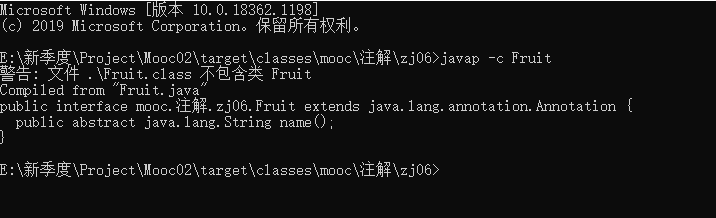 Microsoft Windows [版本 10.0.18362.1198]
(c) 2019 Microsoft Corporation。保留所有权利。
E:\新季度\Project\Mooc02\target\classes\mooc\注解\zj06>javap -c Fruit
警告: 文件 .\Fruit.class 不包含类 Fruit
Compiled from "Fruit.java"
public interface mooc.注解.zj06.Fruit extends java.lang.annotation.Annotation {
  public abstract java.lang.String name();
}
E:\新季度\Project\Mooc02\target\classes\mooc\注解\zj06>